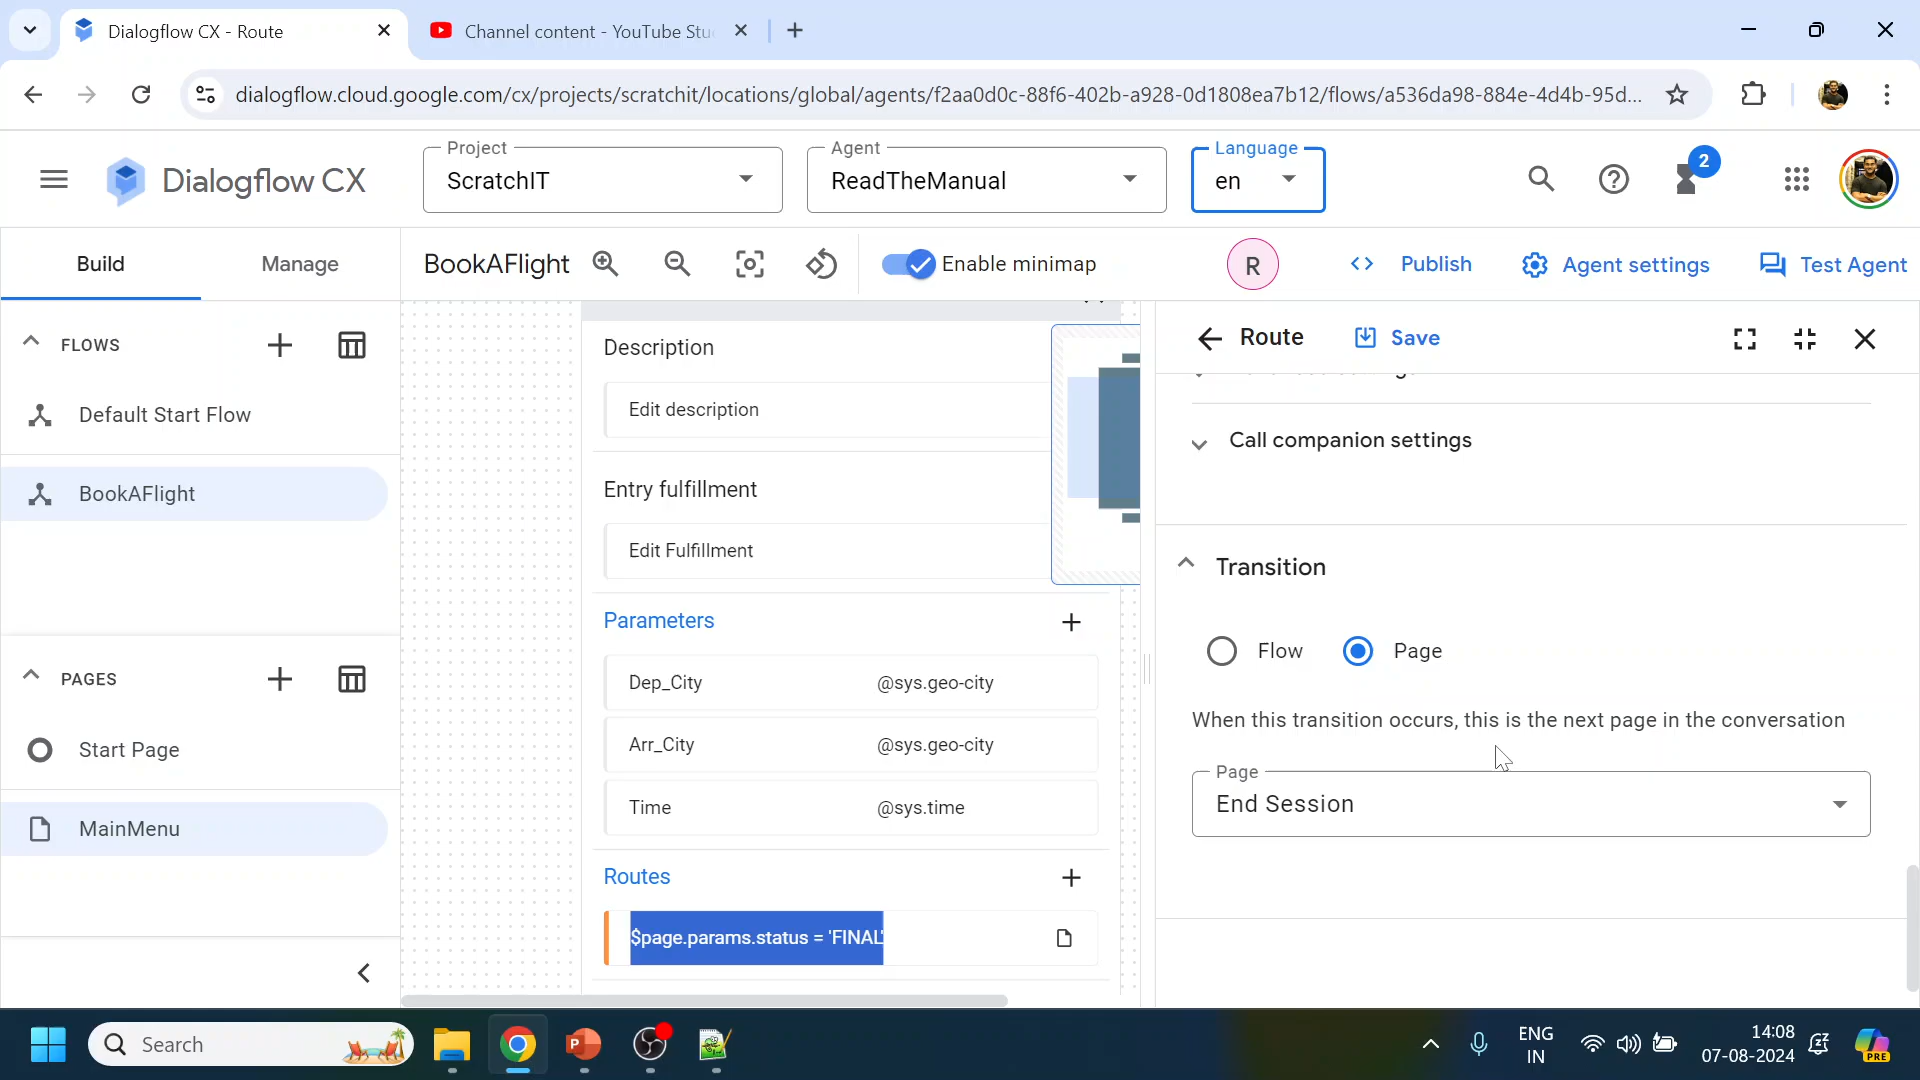 Dialogflow CX - Route
Channel content - YouTube Stu
dialogflow.cloud.google.com/cx/projects/scratchit/locations/global/agents/f2aa0d0c-88f6-402b-a928-0d1808ea7b12/flows/a536da98-884e-4d4b-95d...
Dialogflow CX
Project
ScratchIT
Agent
ReadTheManual
Language
en
2
Build
Manage
BookAFlight
Enable minimap
R
Publish
Agent settings
Test Agent
FLOWS
Default Start Flow
BookAFlight
PAGES
Start Page
MainMenu
Description
Edit description
Entry fulfillment
Edit Fulfillment
Parameters
Dep_City @sys.geo-city
Arr_City @sys.geo-city
Time @sys.time
Routes
$page.params.status = 'FINAL'
Route
Save
Call companion settings
Transition
Flow
Page
When this transition occurs, this is the next page in the conversation
Page
End Session
Search
ENG
IN
14:08
07-08-2024
PRE